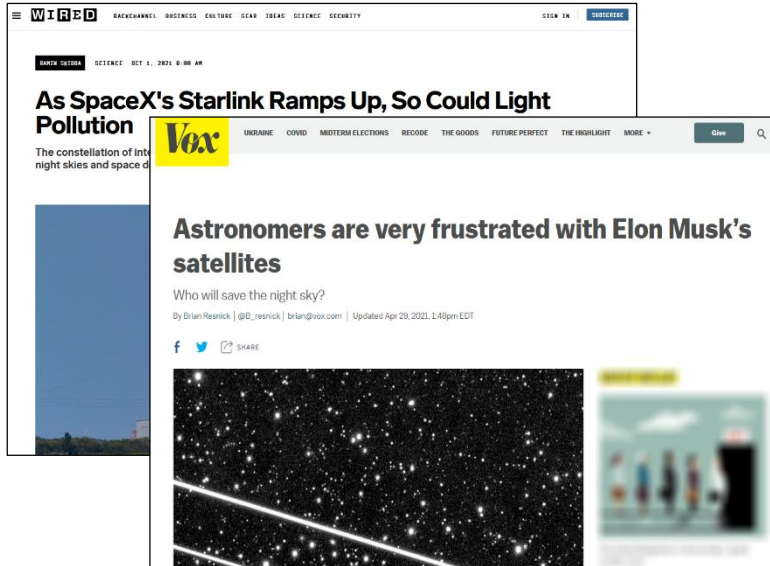 WIRED
BACKCHANNEL BUSINESS CULTURE GEAR IDEAS SCIENCE SECURITY
SIGN IN
SUBSCRIBE
RAMIN SKIBBA SCIENCE OCT 1, 2021 8:00 AM
As SpaceX's Starlink Ramps Up, So Could Light
Pollution
The constellation of
night skies and space
Vox
UKRAINE COVID MIDTERM ELECTIONS RECODE THE GOODS FUTURE PERFECT THE HIGHLIGHT MORE
Give
Astronomers are very frustrated with Elon Musk's
satellites
Who will save the night sky?
By Brian Resnick | @B_resnick | brian@vox.com | Updated Apr 29, 2021, 1:48pm EDT
f
SHARE